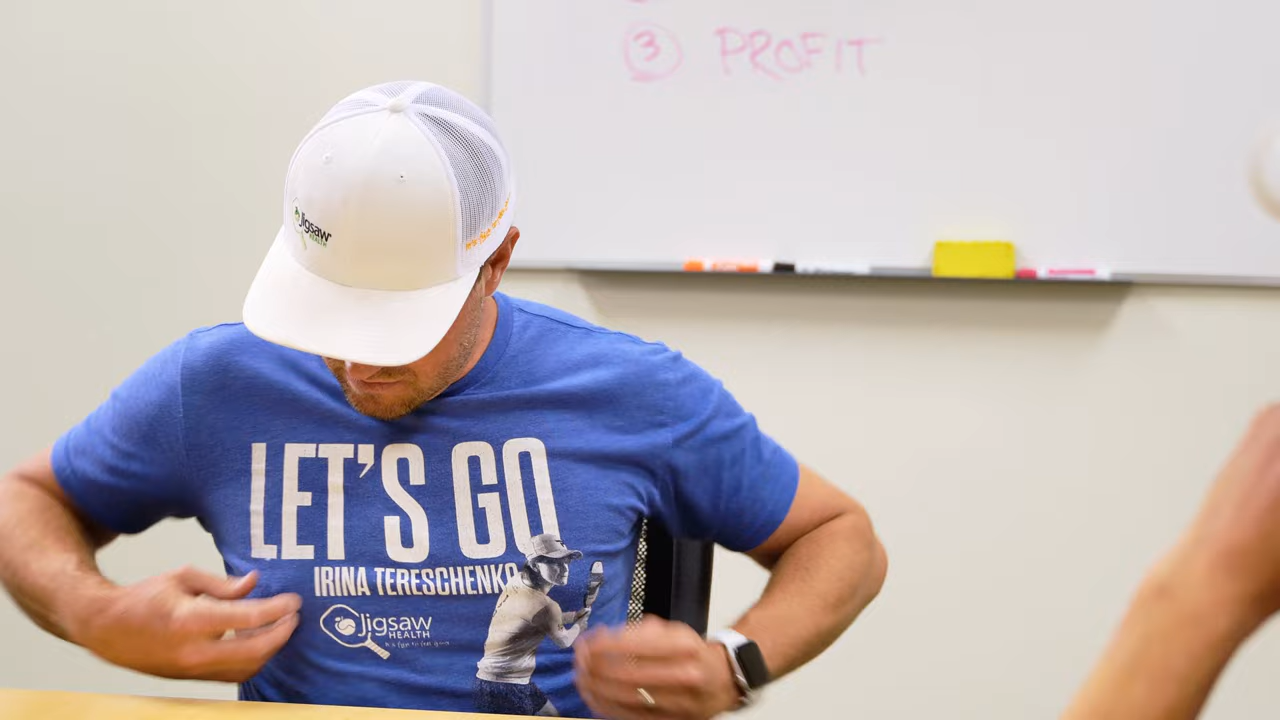 ③ PROFIT
Jigsaw
HEALTH
LET'S GO
IRINA TERESCHENKO
Jigsaw
HEALTH